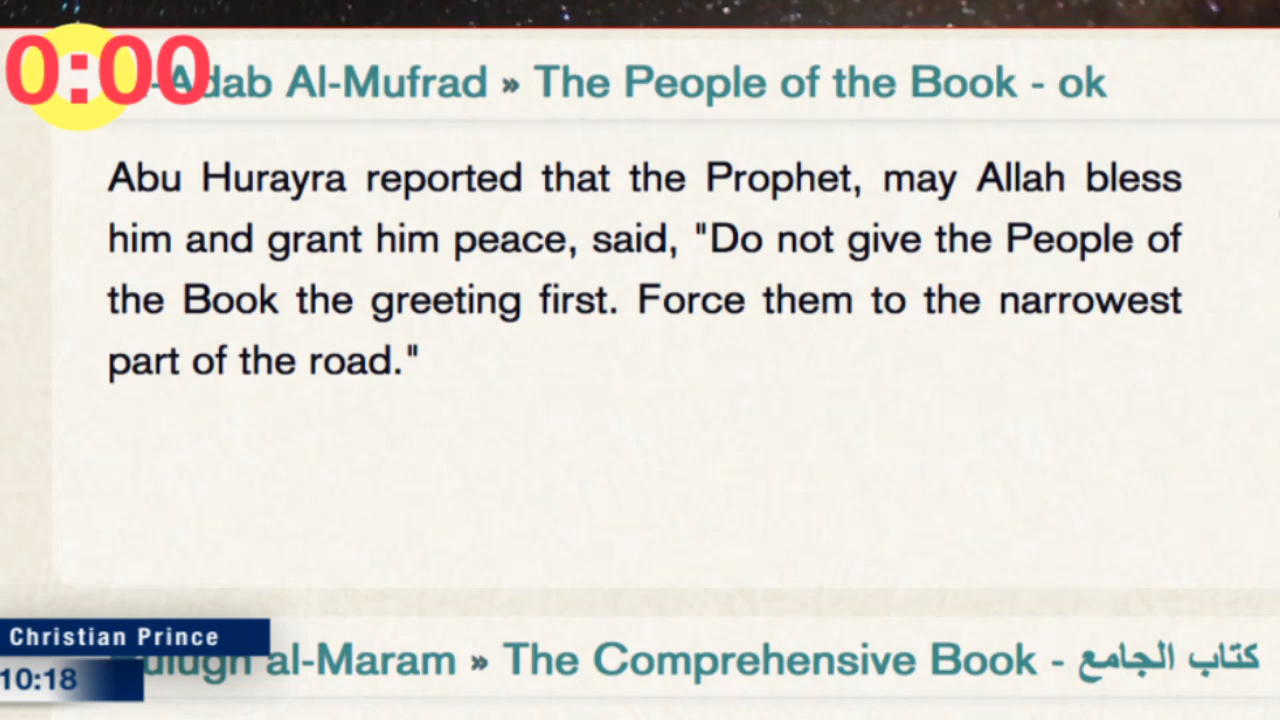 0:00
Adab Al-Mufrad » The People of the Book - ok
Abu Hurayra reported that the Prophet, may Allah bless
him and grant him peace, said, "Do not give the People of
the Book the greeting first. Force them to the narrowest
part of the road."
Christian Prince
al-Maram » The Comprehensive Book - كتاب الجامع
10:18